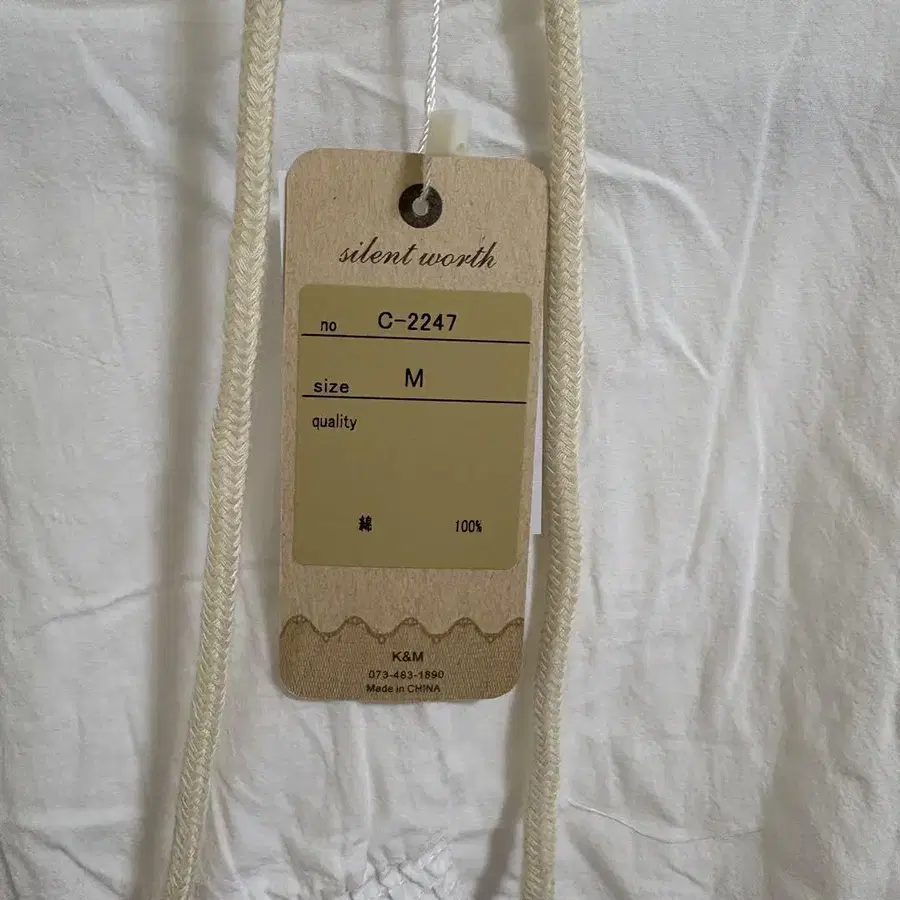 silent worth
no C-2247
size M
quality
綿 100%
K&M
073-483-1890
Made in CHINA